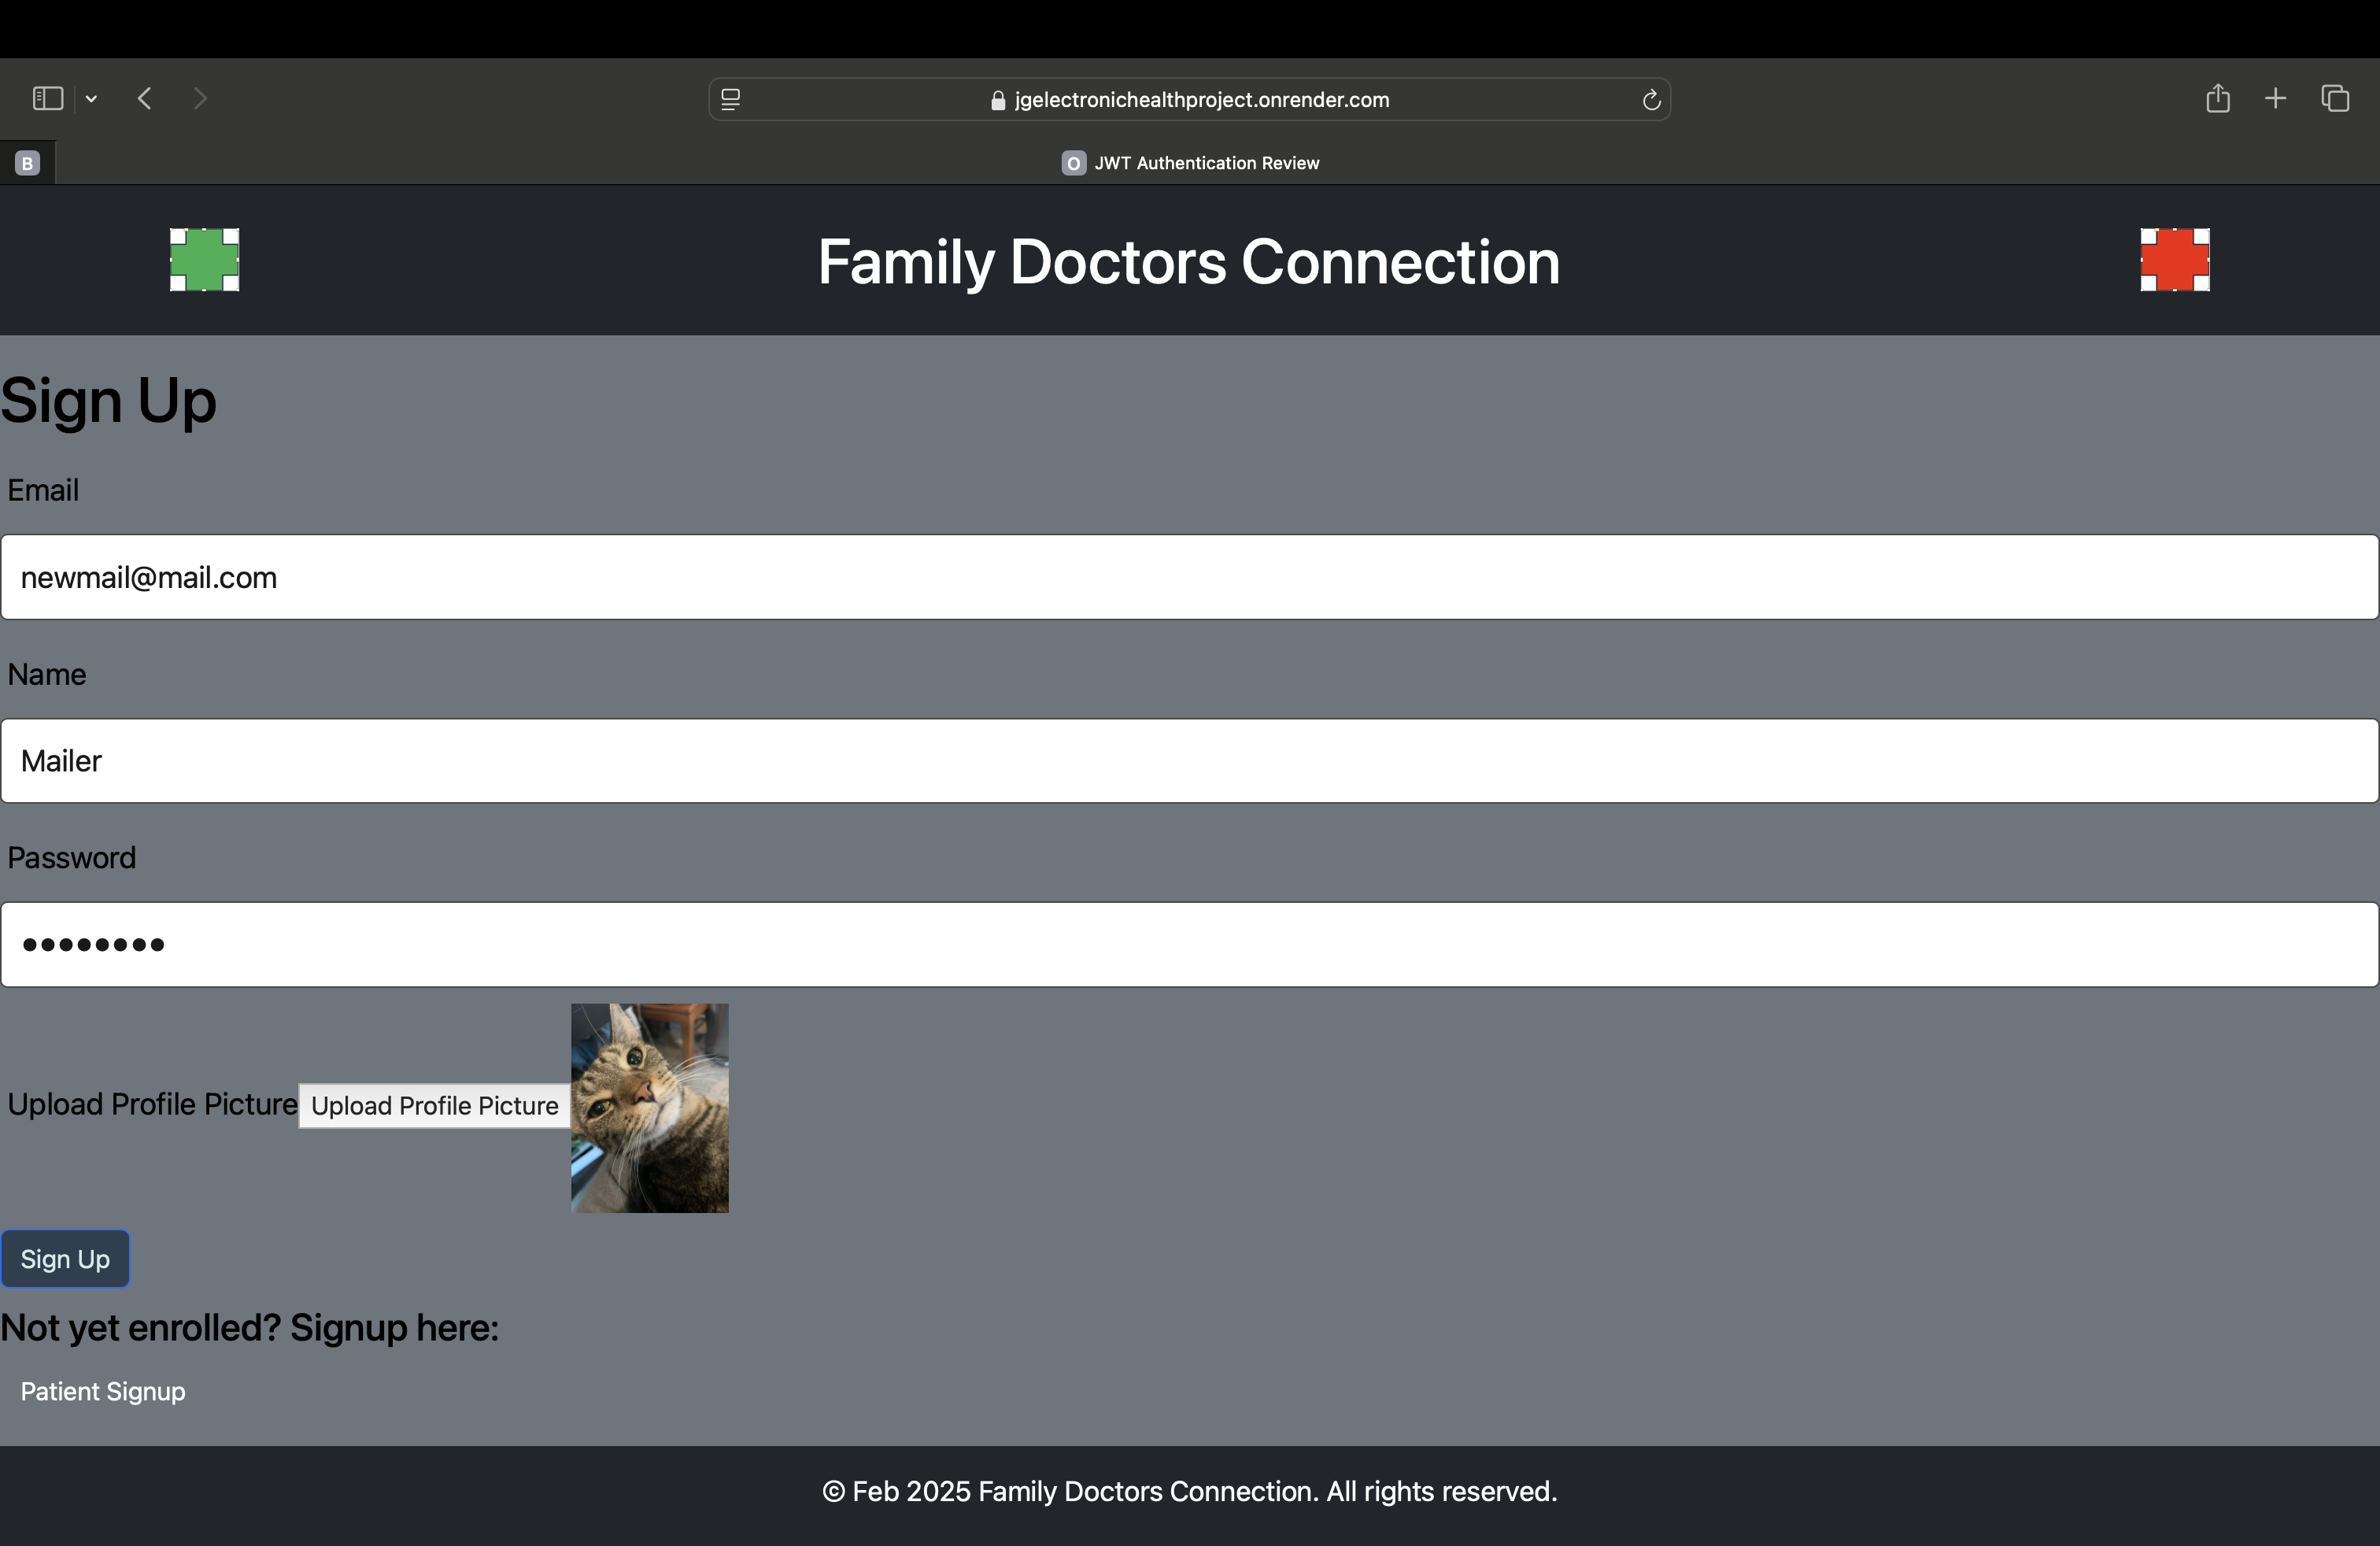 jgelectronichealthproject.onrender.com
B
O JWT Authentication Review
Family Doctors Connection
Sign Up
Email
newmail@mail.com
Name
Mailer
Password
••••••••
Upload Profile Picture Upload Profile Picture
Sign Up
Not yet enrolled? Signup here:
Patient Signup
© Feb 2025 Family Doctors Connection. All rights reserved.